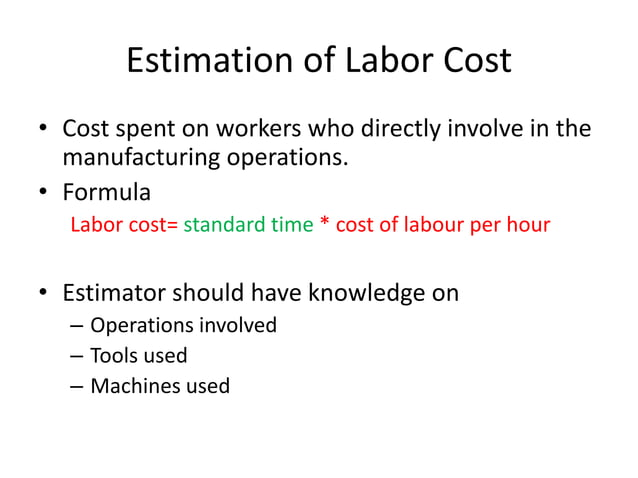 Estimation of Labor Cost
• Cost spent on workers who directly involve in the
manufacturing operations.
• Formula
Labor cost= standard time * cost of labour per hour
• Estimator should have knowledge on
– Operations involved
– Tools used
– Machines used